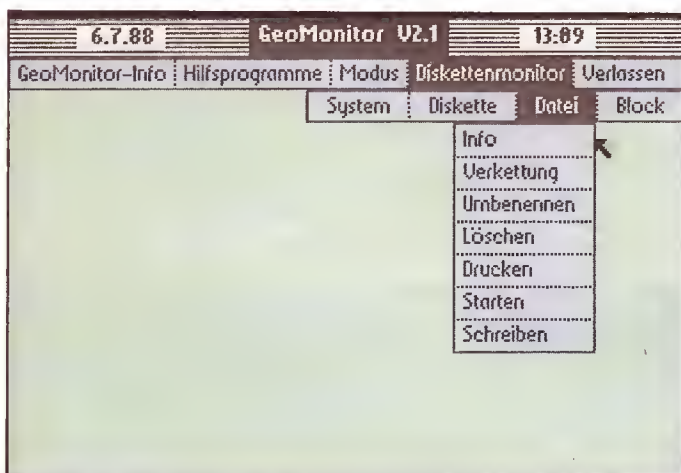 6.7.88 GeoMonitor V2.1 13:09
GeoMonitor-Info Hilfsprogramme Modus Diskettenmonitor Verlassen
System Diskette Datei Block
Info
Verkettung
Umbenennen
Löschen
Drucken
Starten
Schreiben